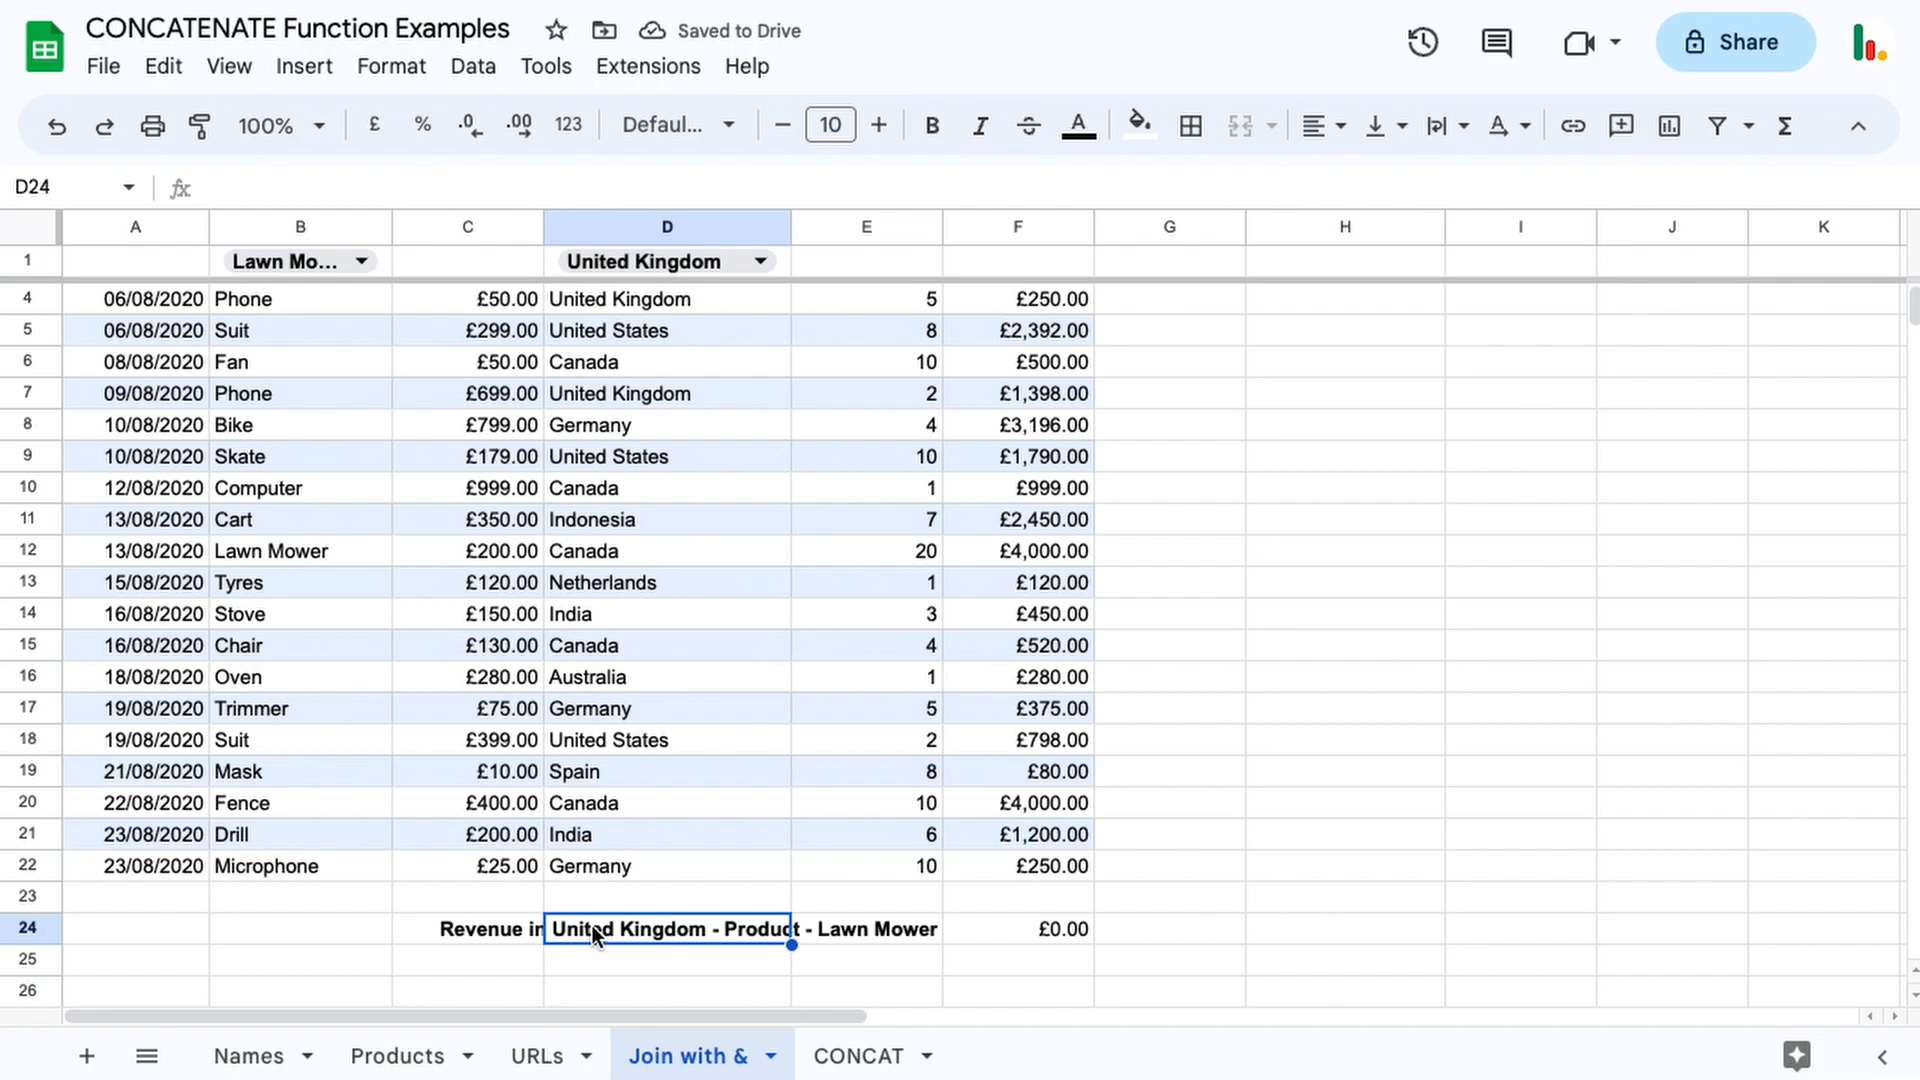 CONCATENATE Function Examples Saved to Drive Share
File Edit View Insert Format Data Tools Extensions Help
100% £ % .0 .00 123 Defaul... 10 B I A A Σ
D24 fx
A B C D E F G H I J K
1 Lawn Mo... United Kingdom
4 06/08/2020 Phone £50.00 United Kingdom 5 £250.00
5 06/08/2020 Suit £299.00 United States 8 £2,392.00
6 08/08/2020 Fan £50.00 Canada 10 £500.00
7 09/08/2020 Phone £699.00 United Kingdom 2 £1,398.00
8 10/08/2020 Bike £799.00 Germany 4 £3,196.00
9 10/08/2020 Skate £179.00 United States 10 £1,790.00
10 12/08/2020 Computer £999.00 Canada 1 £999.00
11 13/08/2020 Cart £350.00 Indonesia 7 £2,450.00
12 13/08/2020 Lawn Mower £200.00 Canada 20 £4,000.00
13 15/08/2020 Tyres £120.00 Netherlands 1 £120.00
14 16/08/2020 Stove £150.00 India 3 £450.00
15 16/08/2020 Chair £130.00 Canada 4 £520.00
16 18/08/2020 Oven £280.00 Australia 1 £280.00
17 19/08/2020 Trimmer £75.00 Germany 5 £375.00
18 19/08/2020 Suit £399.00 United States 2 £798.00
19 21/08/2020 Mask £10.00 Spain 8 £80.00
20 22/08/2020 Fence £400.00 Canada 10 £4,000.00
21 23/08/2020 Drill £200.00 India 6 £1,200.00
22 23/08/2020 Microphone £25.00 Germany 10 £250.00
23
24 Revenue in United Kingdom - Product - Lawn Mower £0.00
25
26
Names Products URLs Join with & CONCAT